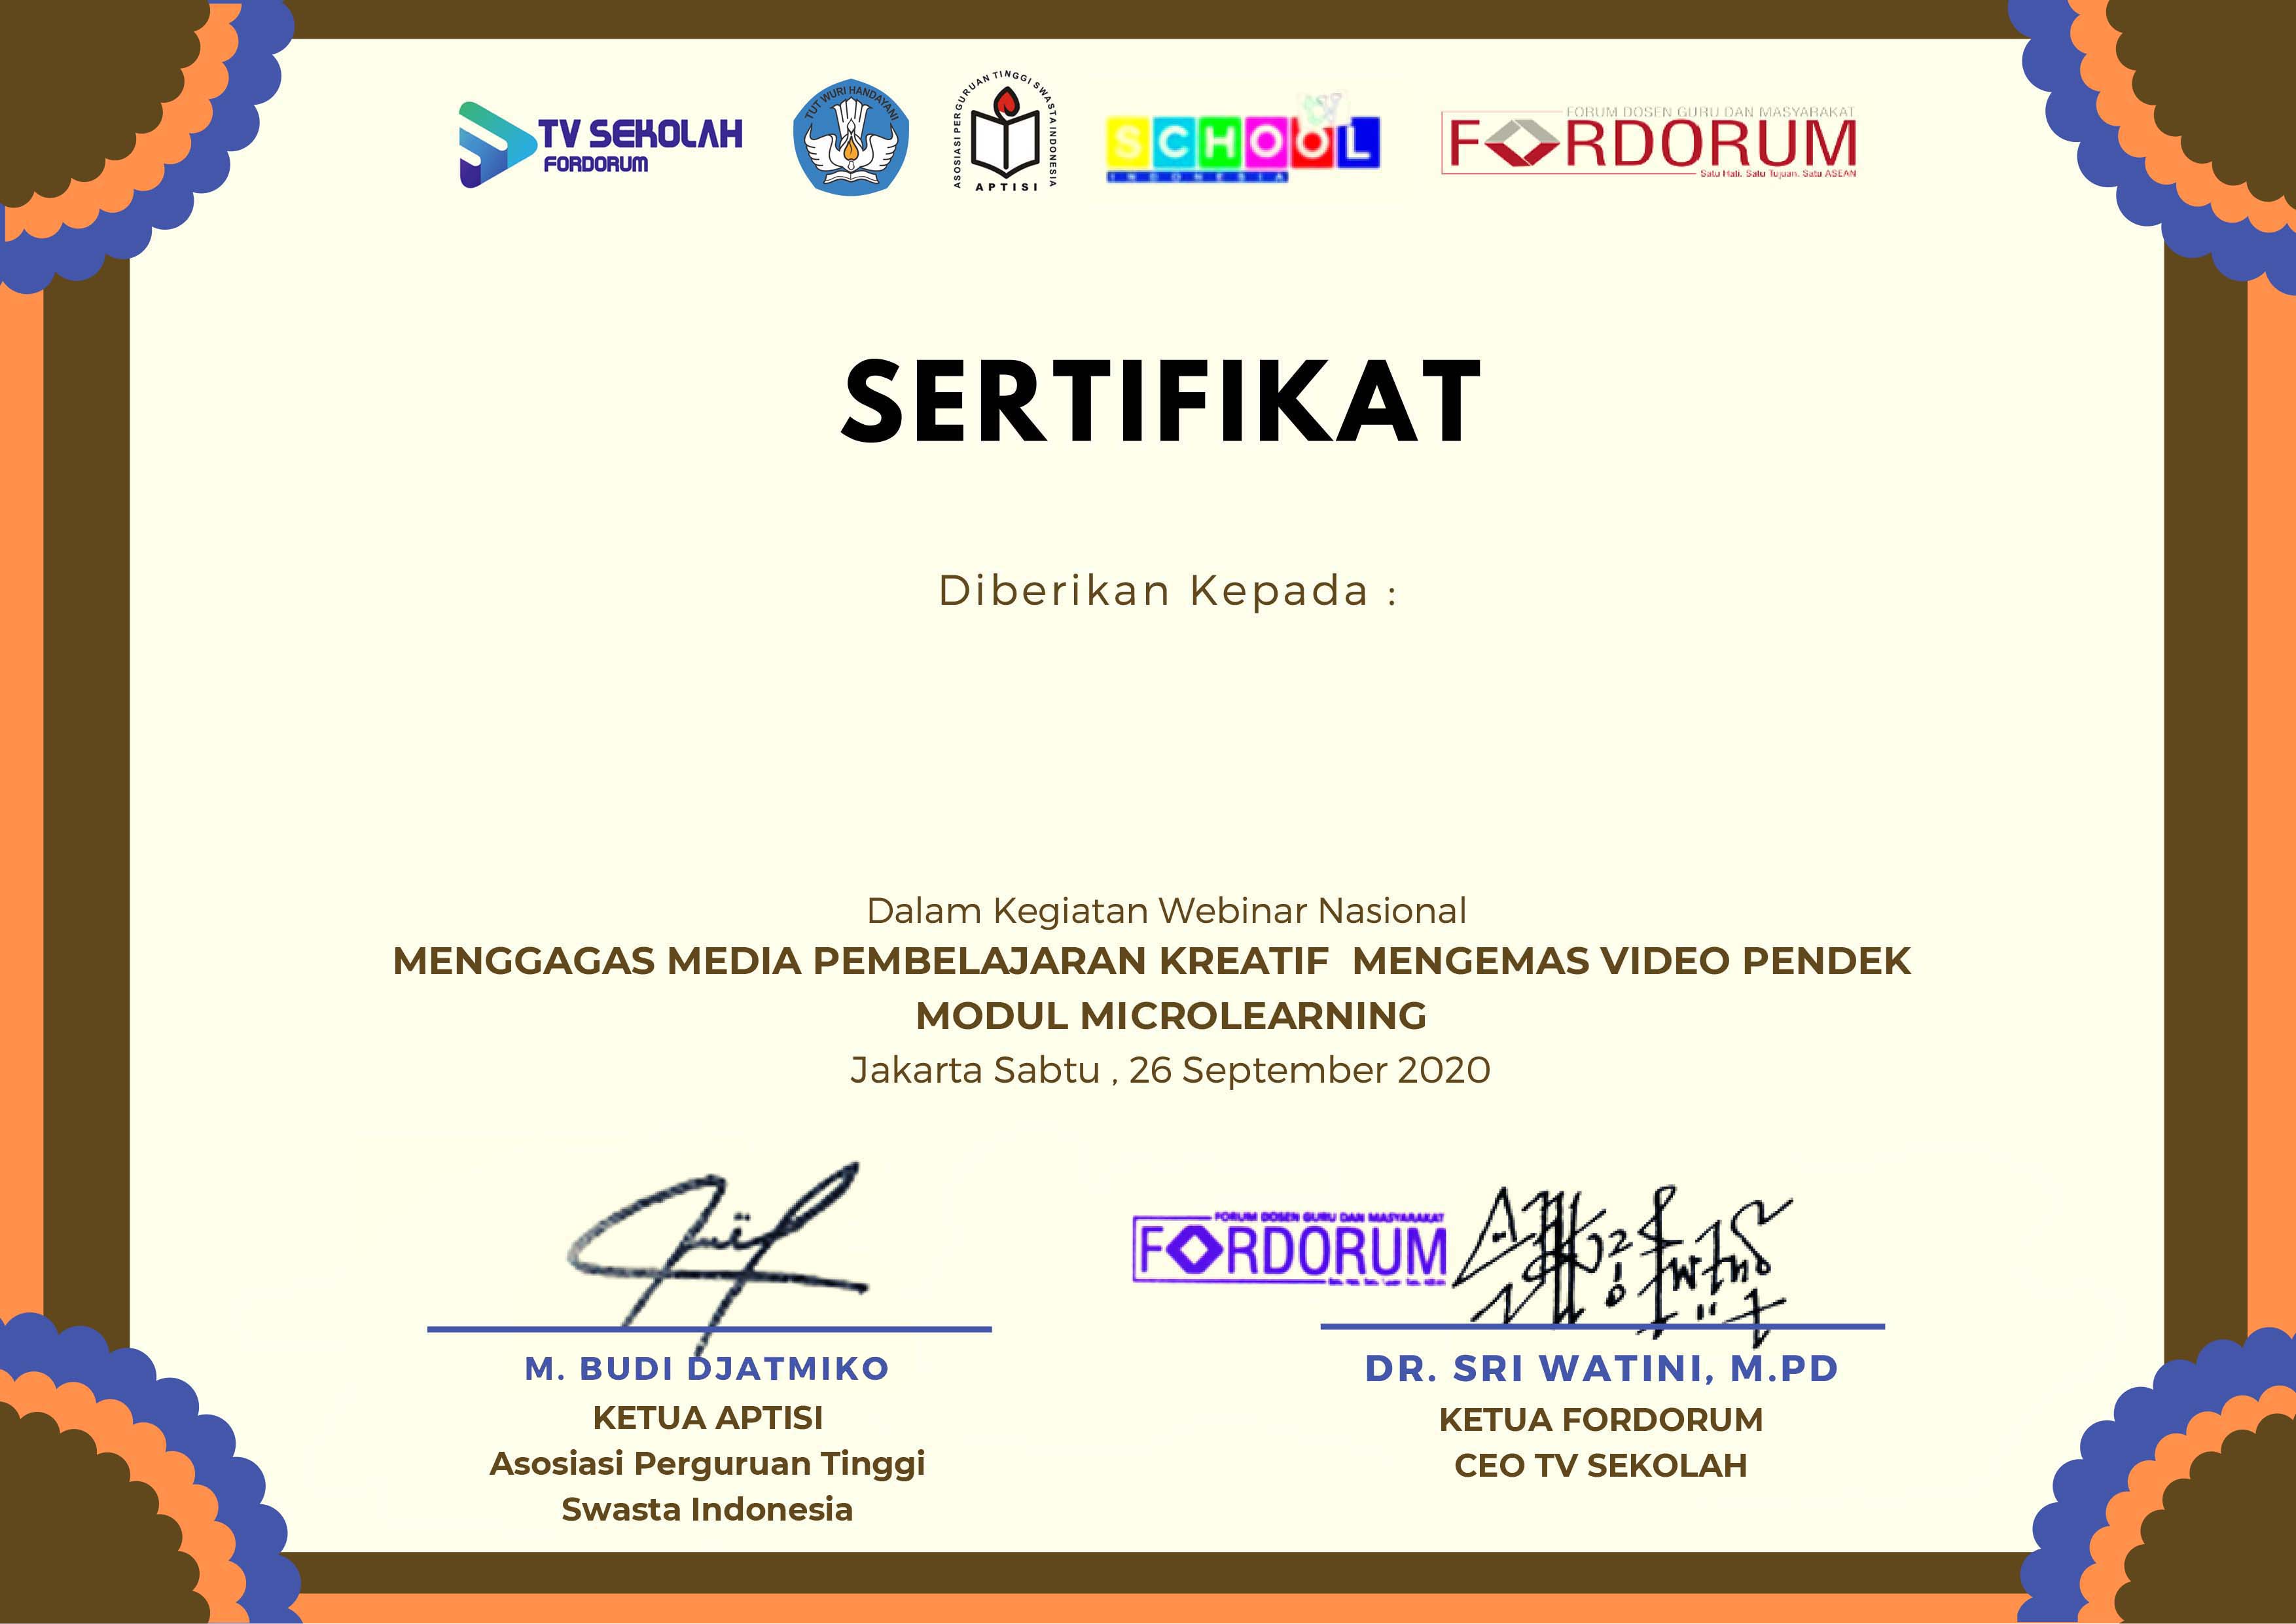 TV SEKOLAH
FORDORUM
TUT WURI HANDAYANI
ASOSIASI PERGURUAN TINGGI SWASTA INDONESIA
APTISI
SCHOOL
INDONESIA
FORUM DOSEN GURU DAN MASYARAKAT
FORDORUM
Satu Hati. Satu Tujuan. Satu ASEAN
SERTIFIKAT
Diberikan Kepada :
Dalam Kegiatan Webinar Nasional
MENGGAGAS MEDIA PEMBELAJARAN KREATIF  MENGEMAS VIDEO PENDEK
MODUL MICROLEARNING
Jakarta Sabtu , 26 September 2020
FORUM DOSEN GURU DAN MASYARAKAT
FORDORUM
M. BUDI DJATMIKO
KETUA APTISI
Asosiasi Perguruan Tinggi
Swasta Indonesia
DR. SRI WATINI, M.PD
KETUA FORDORUM
CEO TV SEKOLAH